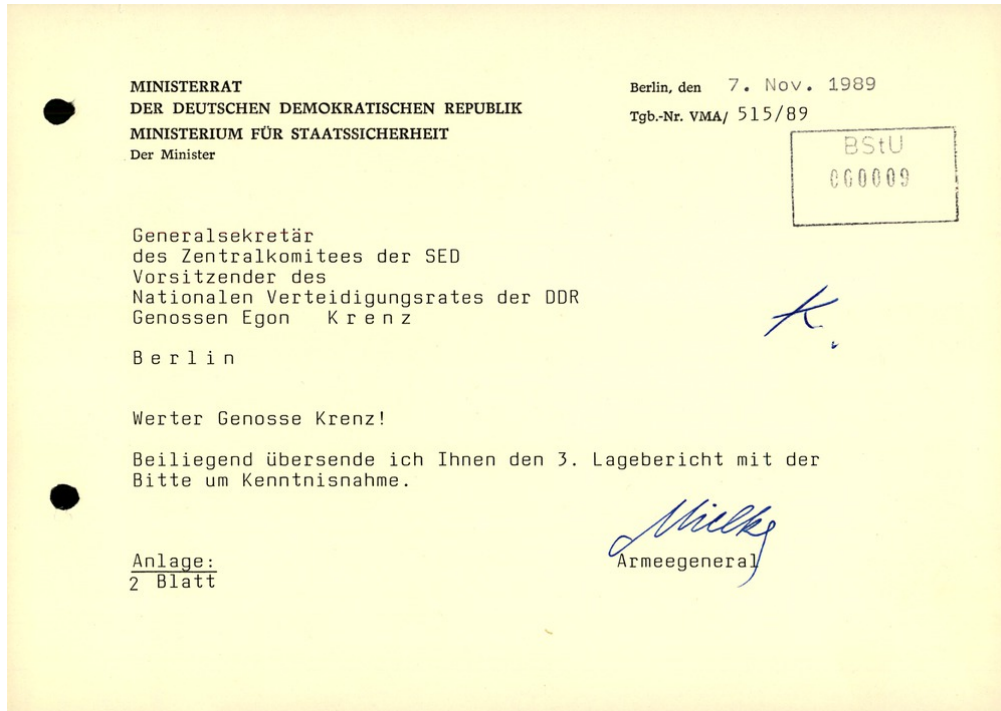 MINISTERRAT
DER DEUTSCHEN DEMOKRATISCHEN REPUBLIK
MINISTERIUM FÜR STAATSSICHERHEIT
Der Minister
Berlin, den 7. Nov. 1989
Tgb.-Nr. VMA/ 515/89
BStU
000009
Generalsekretär
des Zentralkomitees der SED
Vorsitzender des
Nationalen Verteidigungsrates der DDR
Genossen Egon K r e n z
K.
B e r l i n
Werter Genosse Krenz!
Beiliegend übersende ich Ihnen den 3. Lagebericht mit der
Bitte um Kenntnisnahme.
Mielke
Armeegeneral
Anlage:
2 Blatt